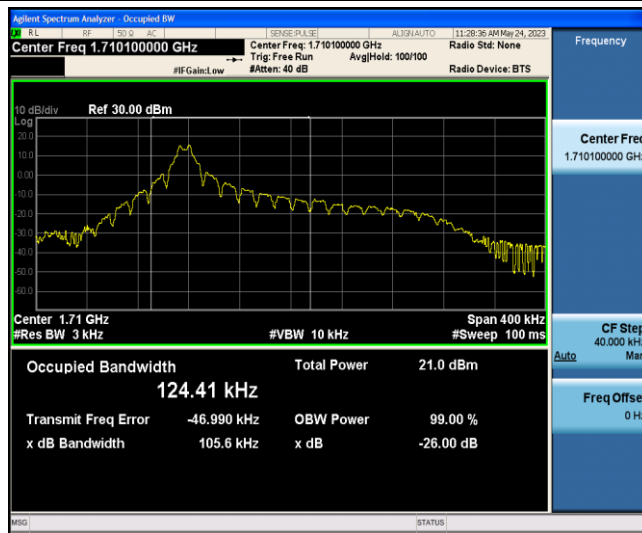 Agilent Spectrum Analyzer - Occupied BW
RL RF 50 Ω AC SENSE:PULSE ALIGN AUTO 11:28:36 AM May 24, 2023
Center Freq 1.710100000 GHz
Center Freq: 1.710100000 GHz
Radio Std: None
Trig: Free Run
Avg|Hold: 100/100
#IFGain:Low
#Atten: 40 dB
Radio Device: BTS
10 dB/div
Ref 30.00 dBm
Log
20.0
10.0
0.00
-10.0
-20.0
-30.0
-40.0
-50.0
-60.0
Center 1.71 GHz
Span 400 kHz
#Res BW 3 kHz
#VBW 10 kHz
#Sweep 100 ms
Occupied Bandwidth
124.41 kHz
Total Power 21.0 dBm
Transmit Freq Error -46.990 kHz
OBW Power 99.00 %
x dB Bandwidth 105.6 kHz
x dB -26.00 dB
Frequency
Center Freq
1.710100000 GHz
CF Step
40.000 kHz
Auto Man
Freq Offse
0 Hz
MSG
STATUS